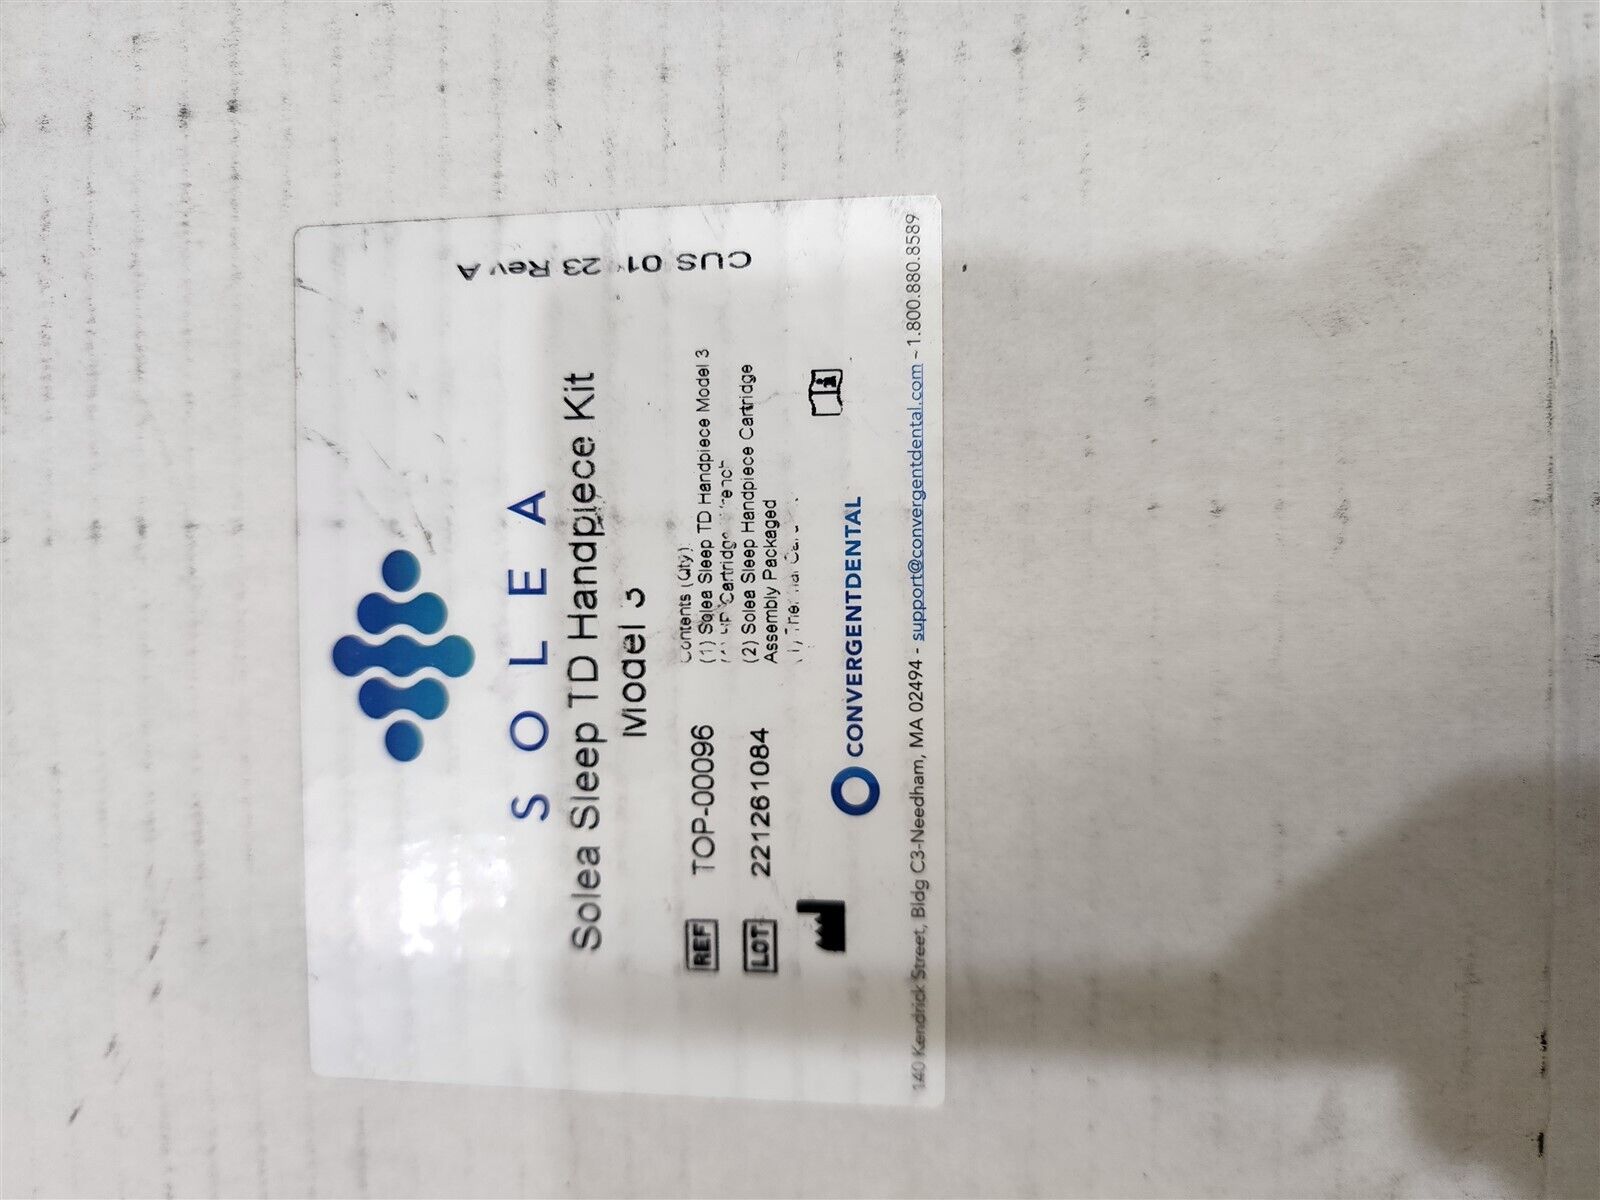 SOLEA
Solea Sleep TD Handpiece Kit
Model 3
CUS 01 23 Rev A
REF TOP-00096
LOT 221261084
Contents (Qty)
(1) Solea Sleep TD Handpiece Model 3
Cartridge
(2) Solea Sleep Handpiece Cartridge
Assembly Packaged
CONVERGENTDENTAL
140 Kendrick Street, Bldg C3-Needham, MA 02494 - support@convergentdental.com ~ 1.800.880.8589